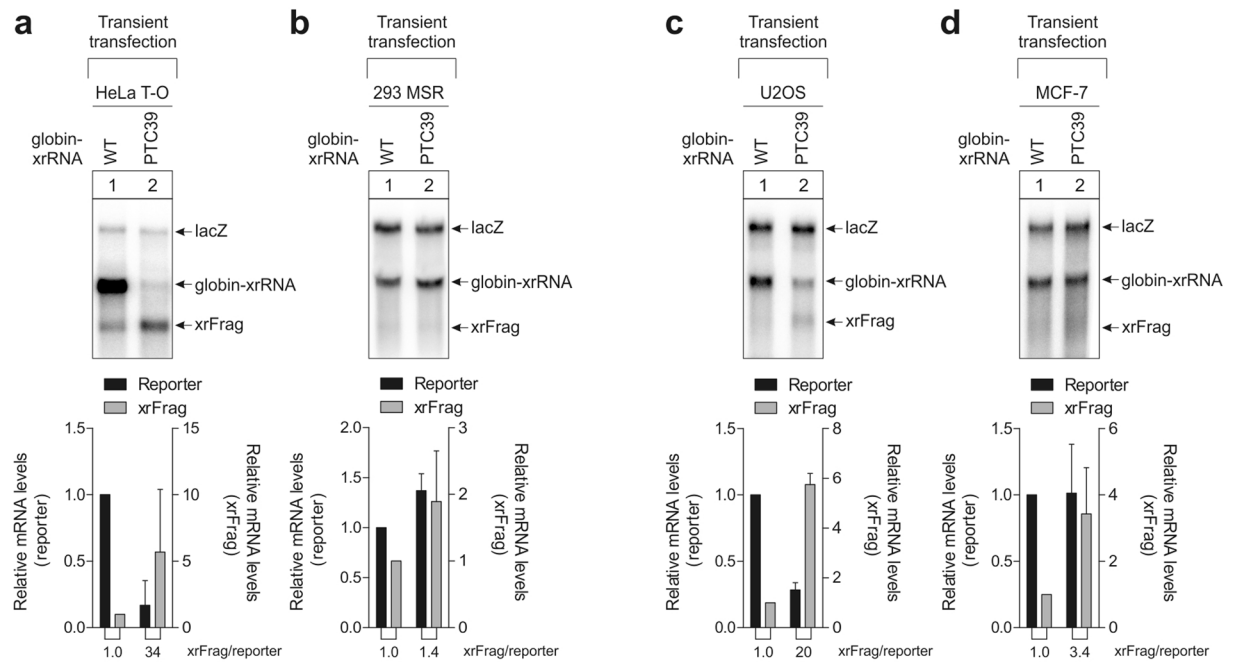 a
Transient
transfection
HeLa T-O
globin-
xrRNA
WT
PTC39
1
2
lacZ
globin-xrRNA
xrFrag
Reporter
xrFrag
Relative mRNA levels
(reporter)
1.5
1.0
0.5
0.0
15
10
5
0
Relative mRNA levels
(xrFrag)
1.0
34
xrFrag/reporter
b
Transient
transfection
293 MSR
globin-
xrRNA
WT
PTC39
1
2
lacZ
globin-xrRNA
xrFrag
Reporter
xrFrag
Relative mRNA levels
(reporter)
2.0
1.5
1.0
0.5
0.0
3
2
1
0
Relative mRNA levels
(xrFrag)
1.0
1.4
xrFrag/reporter
c
Transient
transfection
U2OS
globin-
xrRNA
WT
PTC39
1
2
lacZ
globin-xrRNA
xrFrag
Reporter
xrFrag
Relative mRNA levels
(reporter)
1.5
1.0
0.5
0.0
8
6
4
2
0
Relative mRNA levels
(xrFrag)
1.0
20
xrFrag/reporter
d
Transient
transfection
MCF-7
globin-
xrRNA
WT
PTC39
1
2
lacZ
globin-xrRNA
xrFrag
Reporter
xrFrag
Relative mRNA levels
(reporter)
1.5
1.0
0.5
0.0
6
4
2
0
Relative mRNA levels
(xrFrag)
1.0
3.4
xrFrag/reporter